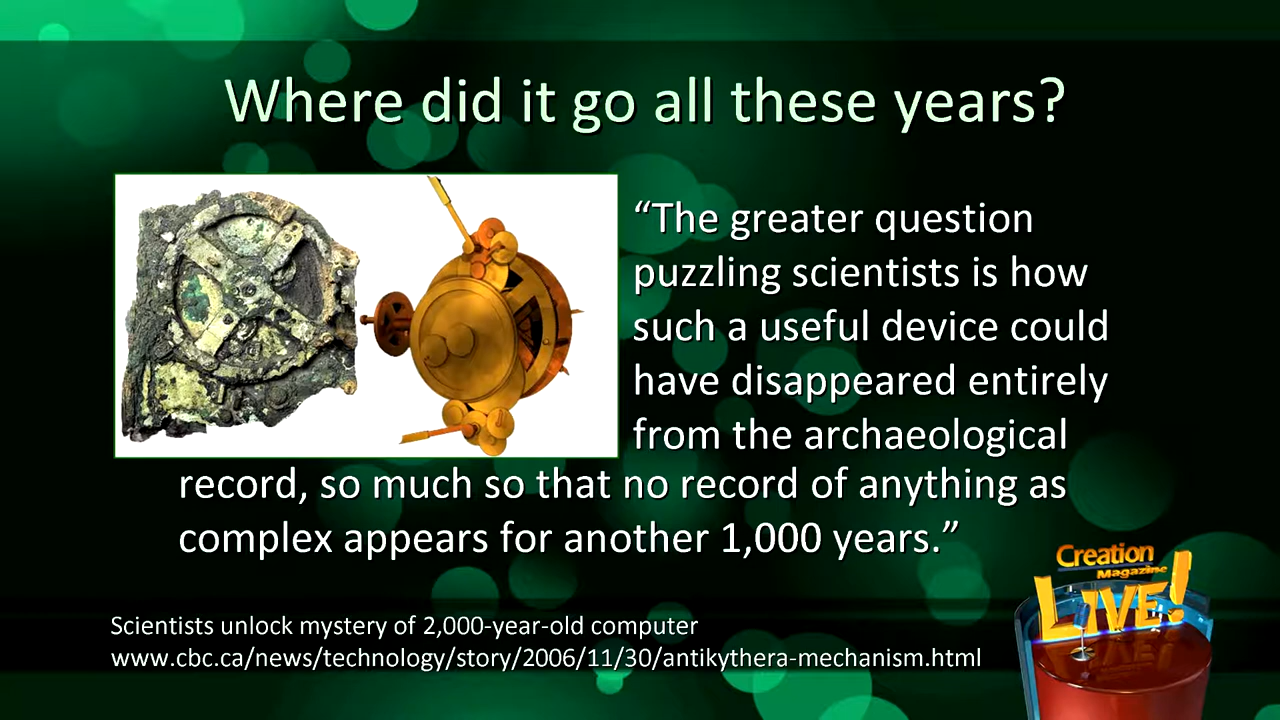 Where did it go all these years?
“The greater question
puzzling scientists is how
such a useful device could
have disappeared entirely
from the archaeological
record, so much so that no record of anything as
complex appears for another 1,000 years.”
Creation
Magazine
LIVE!
Scientists unlock mystery of 2,000-year-old computer
www.cbc.ca/news/technology/story/2006/11/30/antikythera-mechanism.html